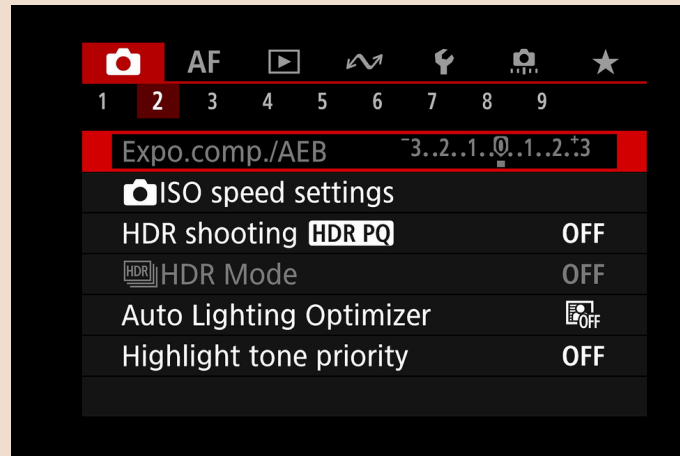 AF
1 2 3 4 5 6 7 8 9
Expo.comp./AEB -3..2..1..0..1..2..+3
ISO speed settings
HDR shooting HDR PQ OFF
HDR HDR Mode OFF
Auto Lighting Optimizer OFF
Highlight tone priority OFF